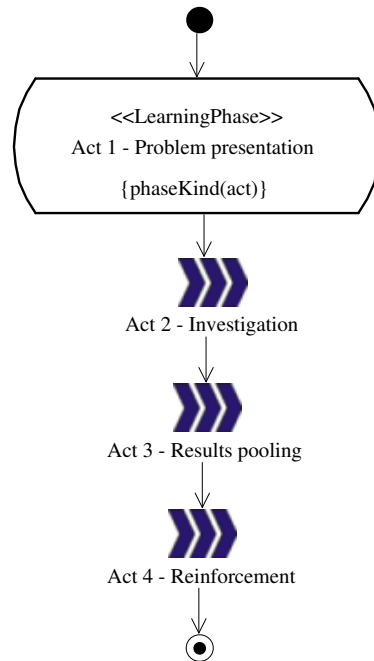 <<LearningPhase>>
Act 1 - Problem presentation
{phaseKind(act)}
Act 2 - Investigation
Act 3 - Results pooling
Act 4 - Reinforcement